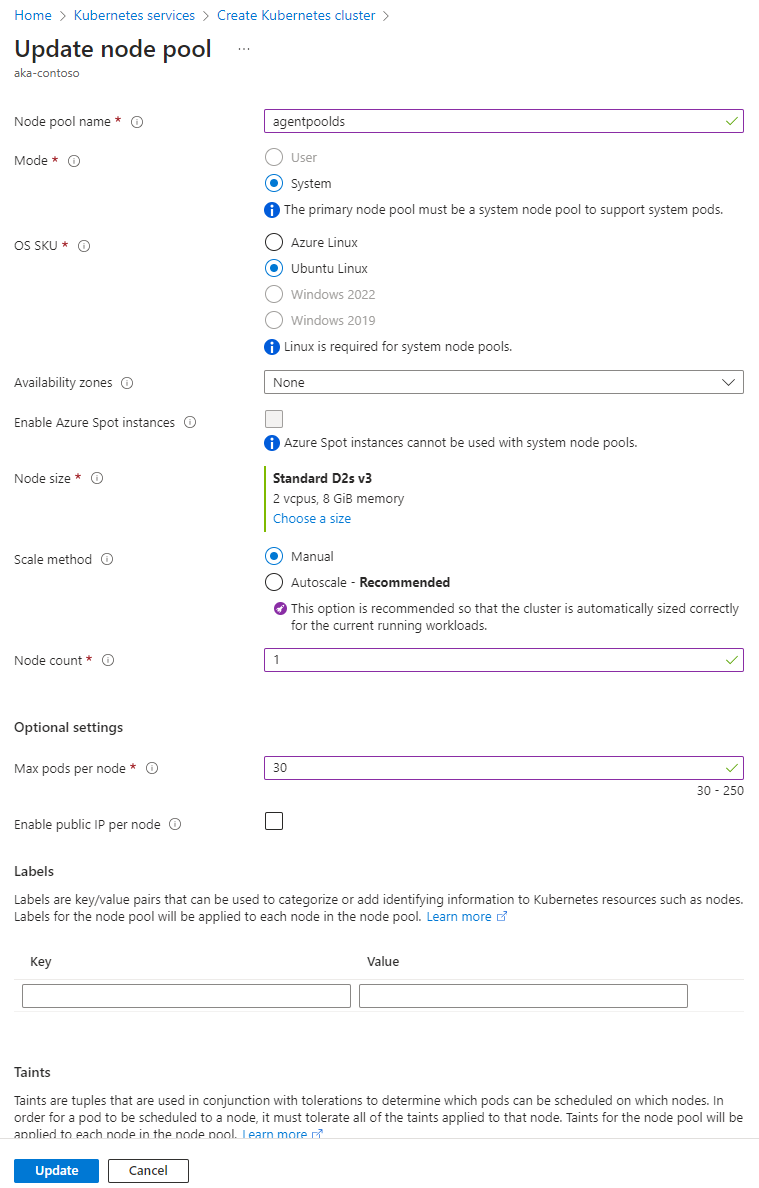 Home > Kubernetes services > Create Kubernetes cluster >
Update node pool ...
aka-contoso
Node pool name *
agentpoolds
Mode *
User
System
The primary node pool must be a system node pool to support system pods.
OS SKU *
Azure Linux
Ubuntu Linux
Windows 2022
Windows 2019
Linux is required for system node pools.
Availability zones
None
Enable Azure Spot instances
Azure Spot instances cannot be used with system node pools.
Node size *
Standard D2s v3
2 vcpus, 8 GiB memory
Choose a size
Scale method
Manual
Autoscale - Recommended
This option is recommended so that the cluster is automatically sized correctly
for the current running workloads.
Node count *
1
Optional settings
Max pods per node *
30
30 - 250
Enable public IP per node
Labels
Labels are key/value pairs that can be used to categorize or add identifying information to Kubernetes resources such as nodes.
Labels for the node pool will be applied to each node in the node pool. Learn more
Key Value
Taints
Taints are tuples that are used in conjunction with tolerations to determine which pods can be scheduled on which nodes. In
order for a pod to be scheduled to a node, it must tolerate all of the taints applied to that node. Taints for the node pool will be
applied to each node in the node pool. Learn more
Update Cancel